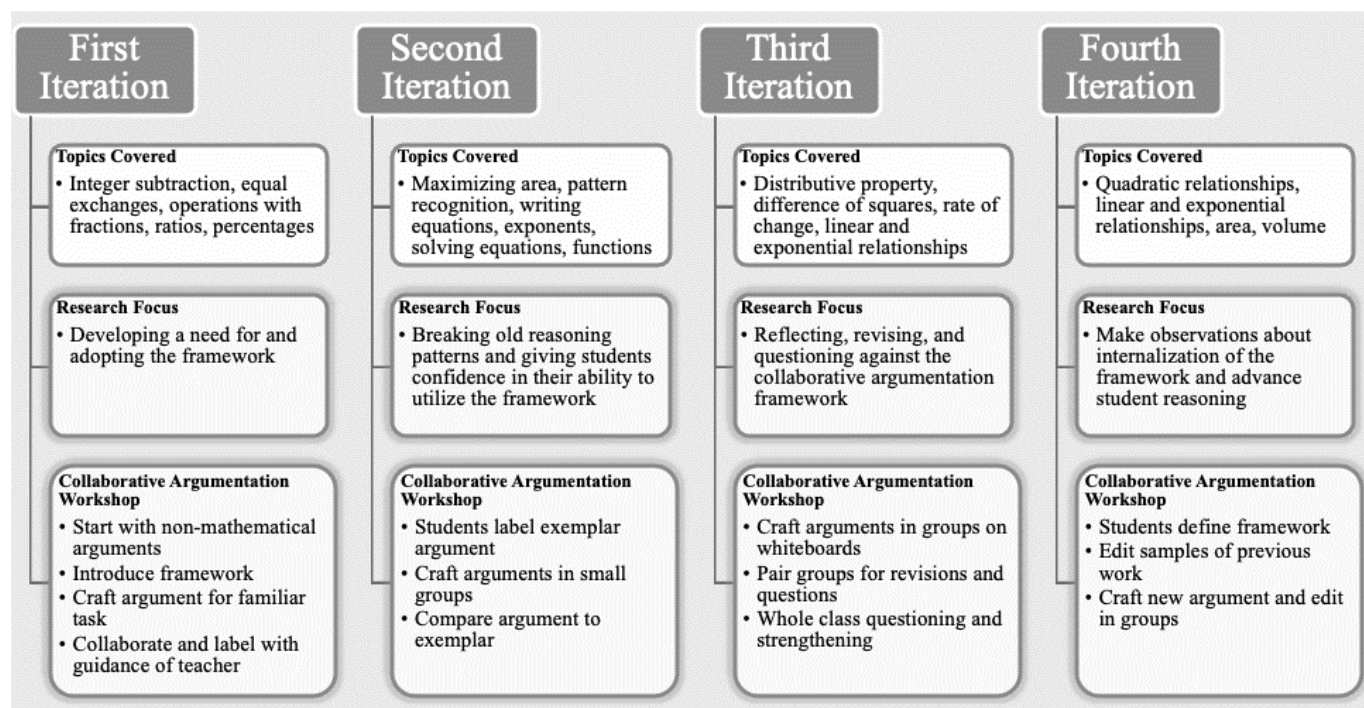 First
Iteration
Topics Covered
• Integer subtraction, equal
exchanges, operations with
fractions, ratios, percentages
Research Focus
• Developing a need for and
adopting the framework
Collaborative Argumentation
Workshop
• Start with non-mathematical
arguments
• Introduce framework
• Craft argument for familiar
task
• Collaborate and label with
guidance of teacher
Second
Iteration
Topics Covered
• Maximizing area, pattern
recognition, writing
equations, exponents,
solving equations, functions
Research Focus
• Breaking old reasoning
patterns and giving students
confidence in their ability to
utilize the framework
Collaborative Argumentation
Workshop
• Students label exemplar
argument
• Craft arguments in small
groups
• Compare argument to
exemplar
Third
Iteration
Topics Covered
• Distributive property,
difference of squares, rate of
change, linear and
exponential relationships
Research Focus
• Reflecting, revising, and
questioning against the
collaborative argumentation
framework
Collaborative Argumentation
Workshop
• Craft arguments in groups on
whiteboards
• Pair groups for revisions and
questions
• Whole class questioning and
strengthening
Fourth
Iteration
Topics Covered
• Quadratic relationships,
linear and exponential
relationships, area, volume
Research Focus
• Make observations about
internalization of the
framework and advance
student reasoning
Collaborative Argumentation
Workshop
• Students define framework
• Edit samples of previous
work
• Craft new argument and edit
in groups